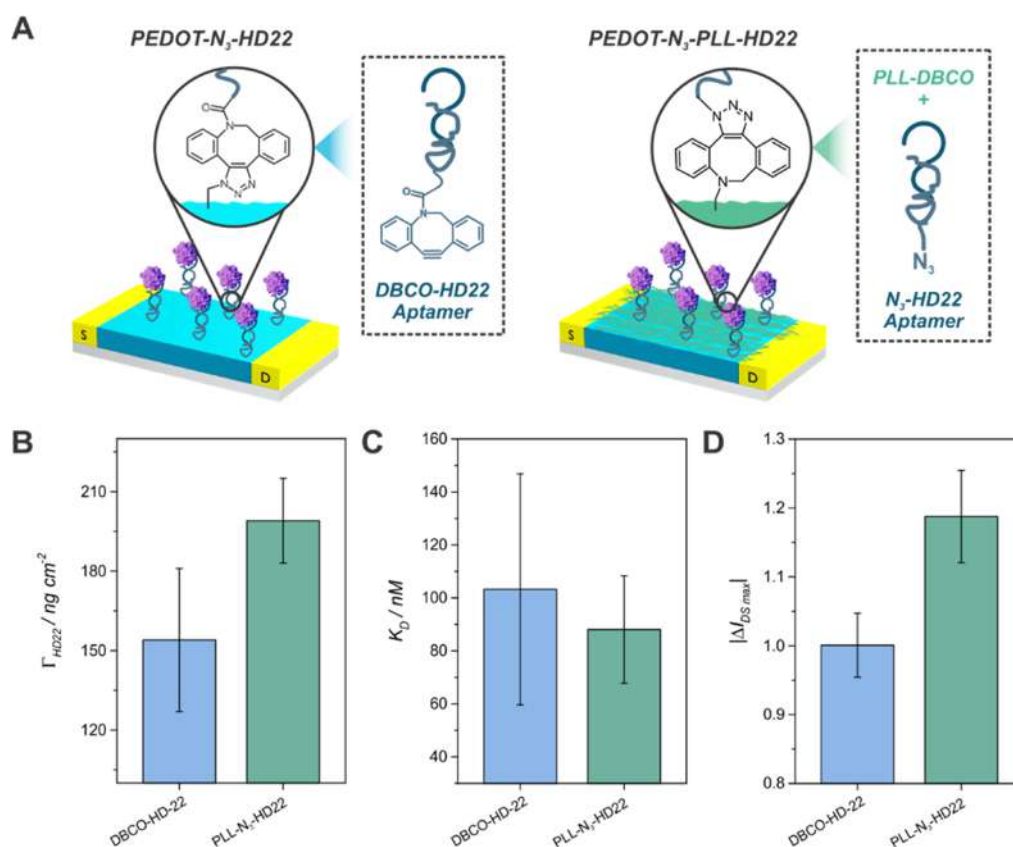 A
PEDOT-N₃-HD22
PEDOT-N₃-PLL-HD22
O
N
N
N
N
O
N
DBCO-HD22
Aptamer
S
D
N
N
N
N
PLL-DBCO
+
N₃
N₃-HD22
Aptamer
S
D
B
Γ_HD22 / ng cm⁻²
210
180
150
120
DBCO-HD-22
PLL-N₃-HD22
C
K_D / nM
160
140
120
100
80
60
40
DBCO-HD-22
PLL-N₃-HD22
D
|ΔI_DS max|
1.3
1.2
1.1
1.0
0.9
0.8
DBCO-HD-22
PLL-N₃-HD22